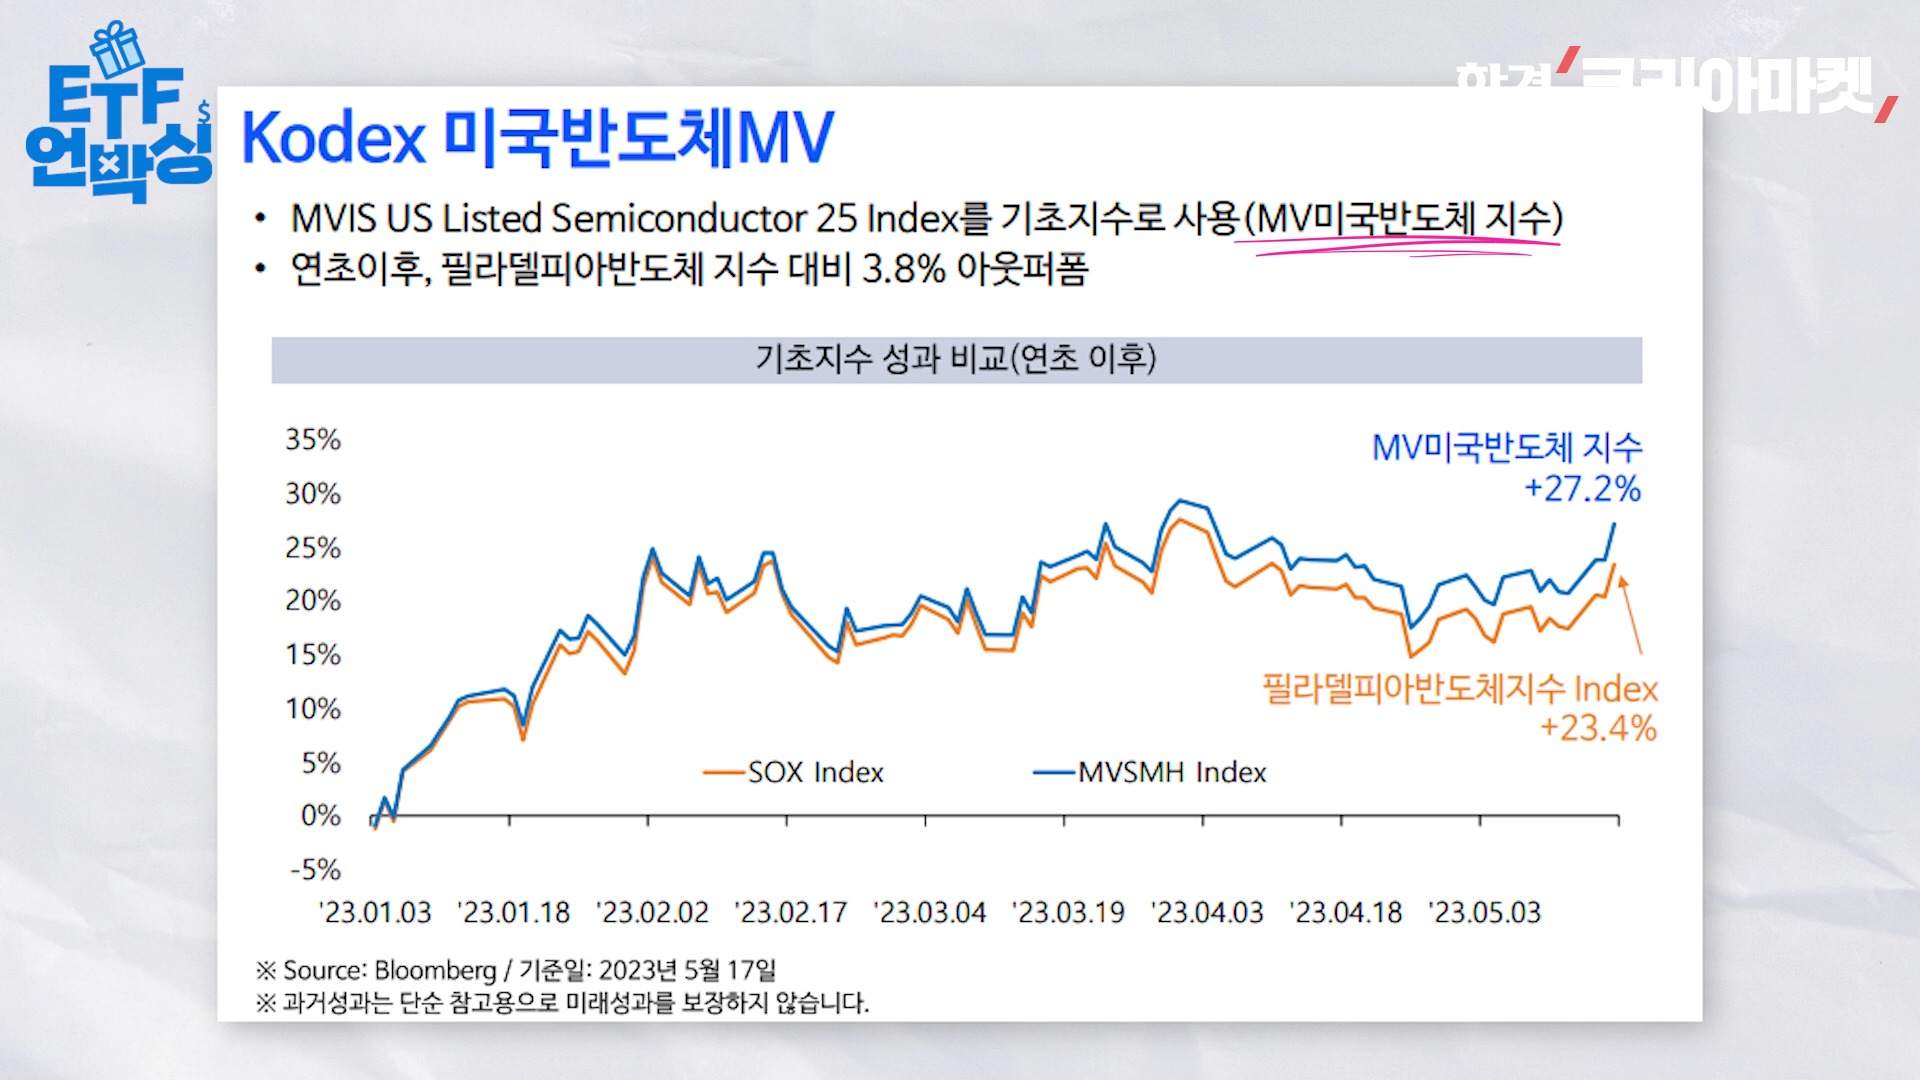 ETF
언박싱
한경
코리아마켓
Kodex 미국반도체MV
• MVIS US Listed Semiconductor 25 Index를 기초지수로 사용(MV미국반도체 지수)
• 연초이후, 필라델피아반도체 지수 대비 3.8% 아웃퍼폼
기초지수 성과 비교(연초 이후)
35%
30%
25%
20%
15%
10%
5%
0%
-5%
MV미국반도체 지수
+27.2%
필라델피아반도체지수 Index
+23.4%
SOX Index
MVSMH Index
'23.01.03 '23.01.18 '23.02.02 '23.02.17 '23.03.04 '23.03.19 '23.04.03 '23.04.18 '23.05.03
※ Source: Bloomberg / 기준일: 2023년 5월 17일
※ 과거성과는 단순 참고용으로 미래성과를 보장하지 않습니다.